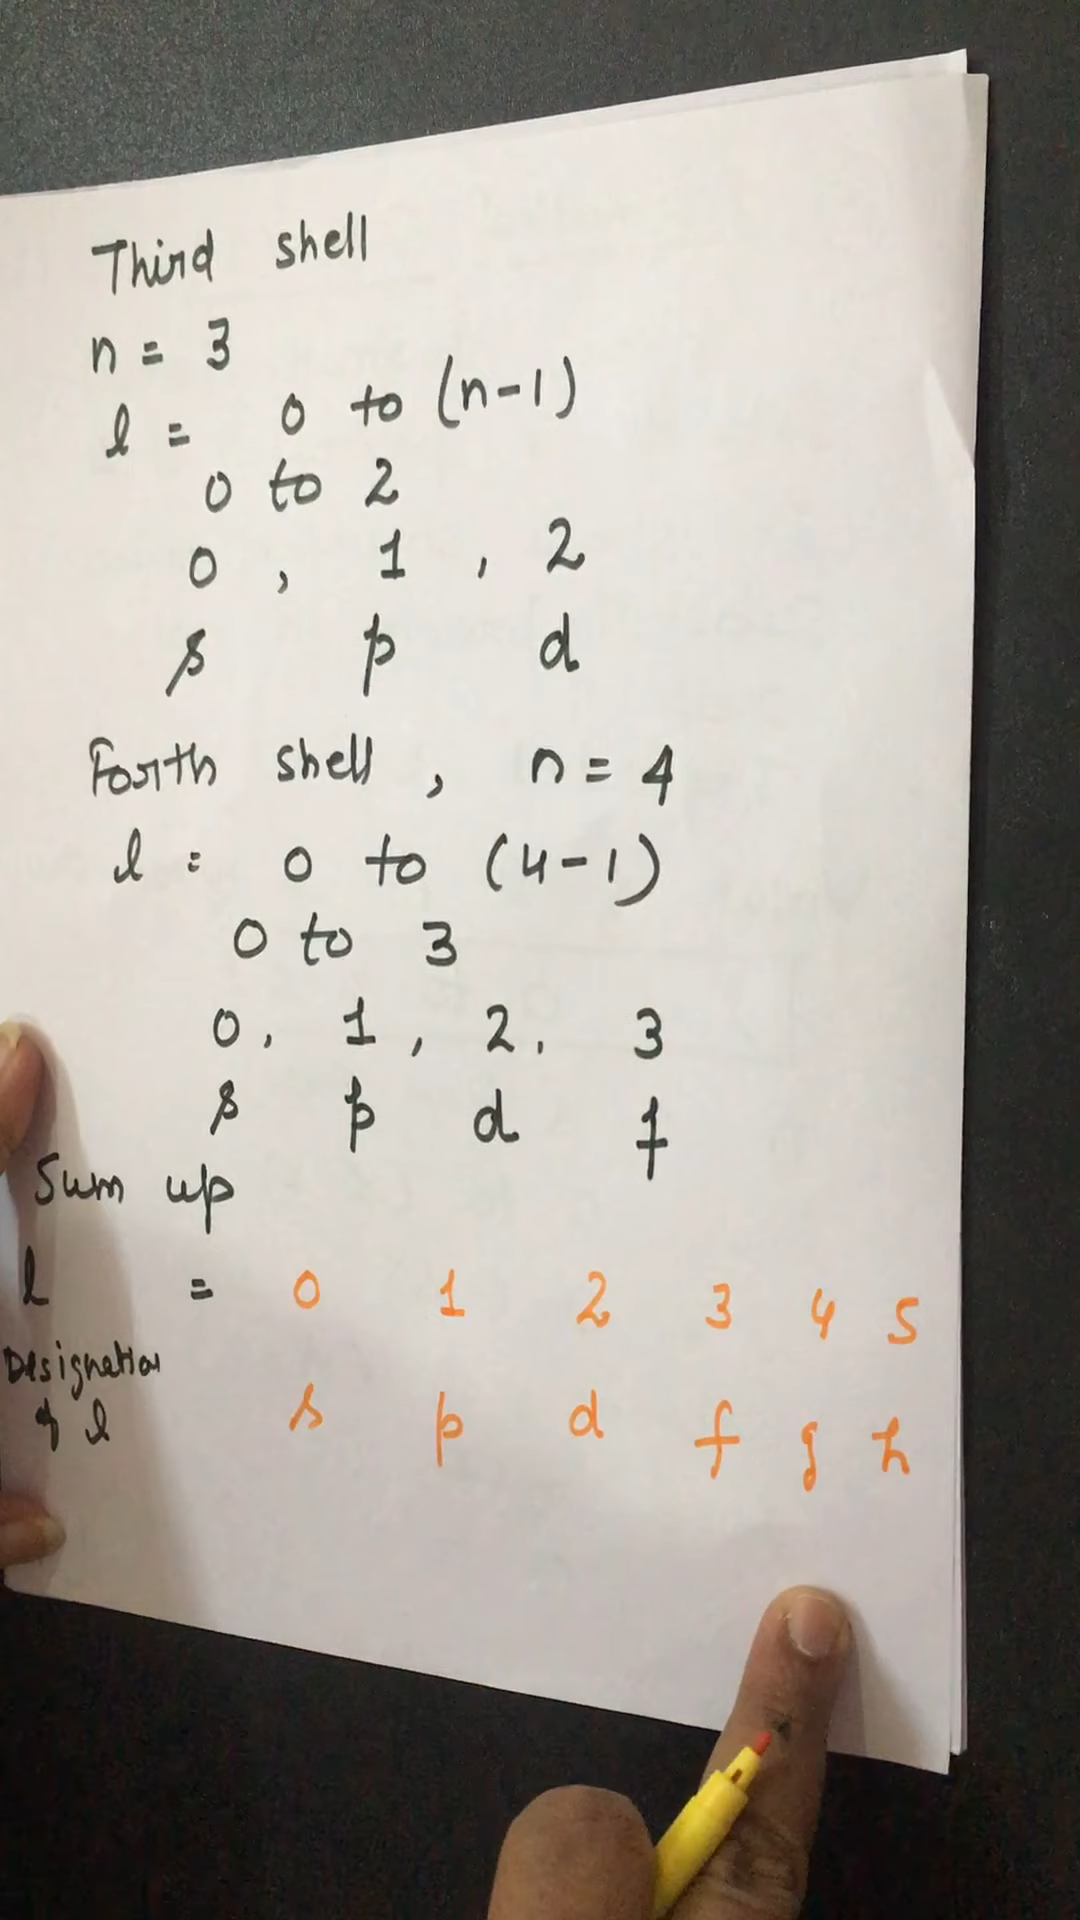 Third shell
n = 3
l = 0 to (n-1)
0 to 2
0 , 1 , 2
s p d
Forth shell , n = 4
l = 0 to (4-1)
0 to 3
0, 1, 2, 3
s p d f
Sum up
l = 0 1 2 3 4 5
Designation
of l s p d f g h